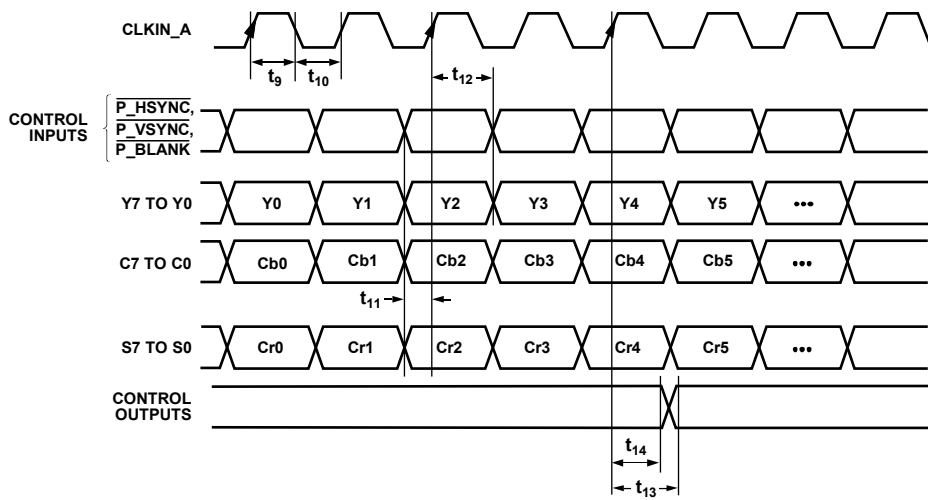 CLKIN_A
t9 t10 t12
CONTROL INPUTS
P_HSYNC,
P_VSYNC,
P_BLANK
Y7 TO Y0 Y0 Y1 Y2 Y3 Y4 Y5 •••
C7 TO C0 Cb0 Cb1 Cb2 Cb3 Cb4 Cb5 •••
t11
S7 TO S0 Cr0 Cr1 Cr2 Cr3 Cr4 Cr5 •••
CONTROL
OUTPUTS
t14
t13